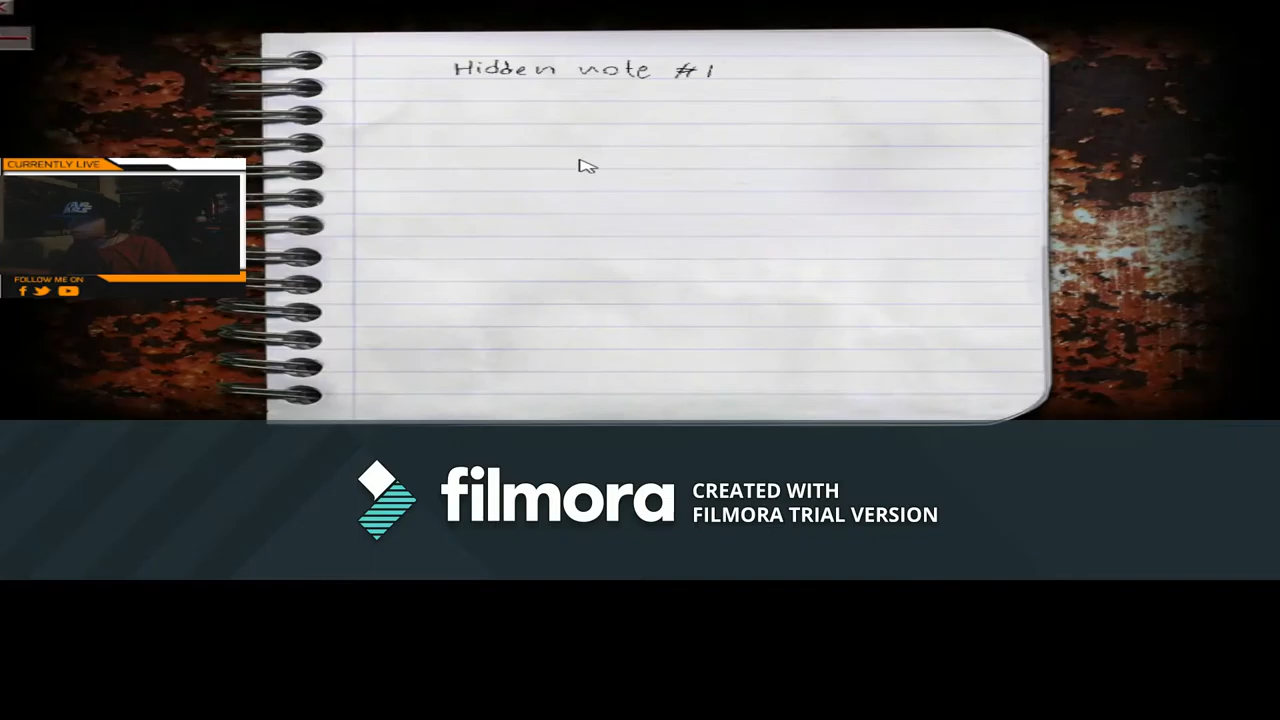 Hidden note #1
CURRENTLY LIVE
FOLLOW ME ON
filmora
CREATED WITH
FILMORA TRIAL VERSION